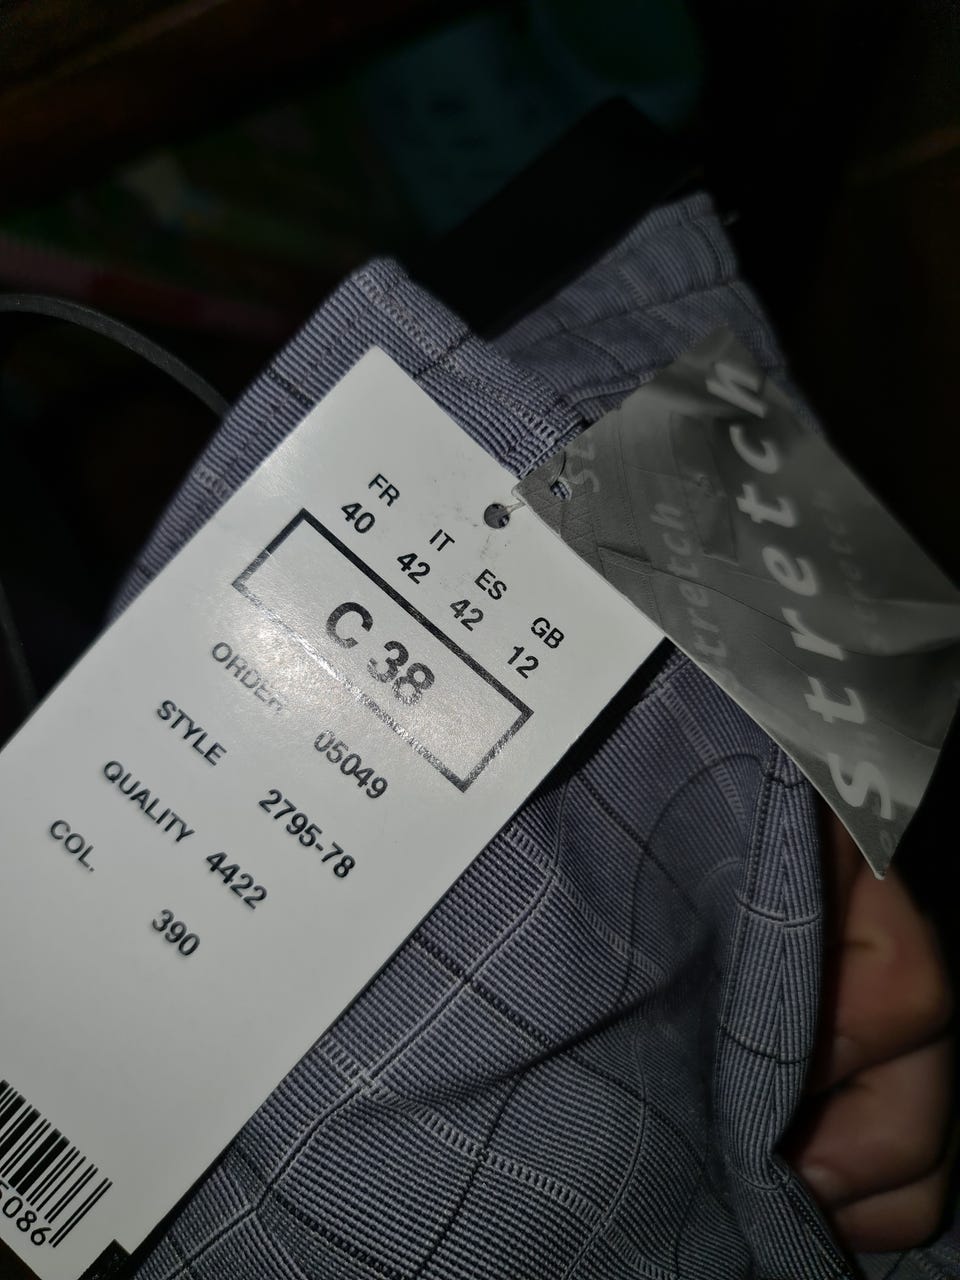 FR IT ES GB
40 42 42 12
C 38
ORDER 05049
STYLE 2795-78
QUALITY 4422
COL. 390
5086
Stretch
stretch